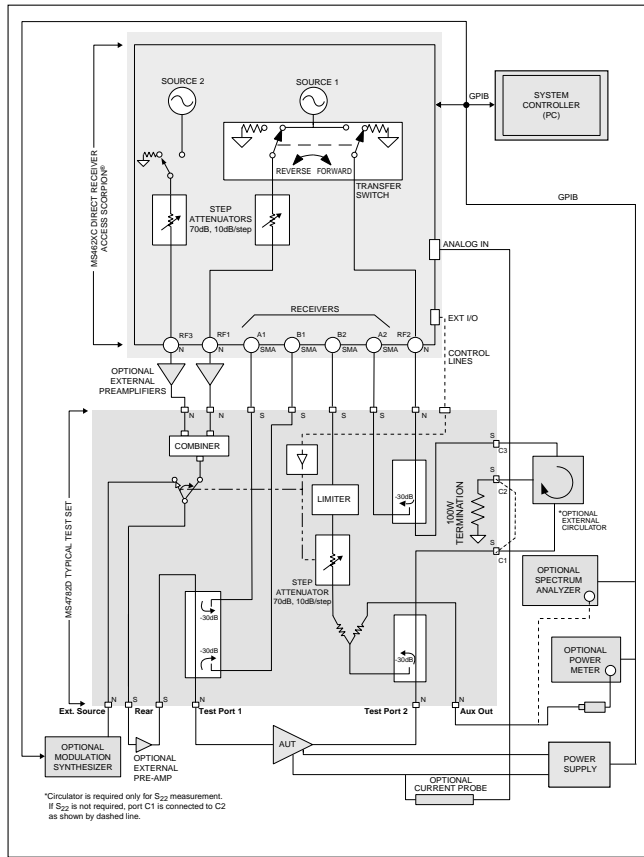 SOURCE 2
SOURCE 1
GPIB
SYSTEM
CONTROLLER
(PC)
REVERSE FORWARD
TRANSFER
SWITCH
MS462XC DIRECT RECEIVER
ACCESS SCORPION®
STEP
ATTENUATORS
70dB, 10dB/step
GPIB
ANALOG IN
RECEIVERS
EXT I/O
RF3 RF1 A1 B1 B2 A2 RF2
N N SMA SMA SMA SMA N
CONTROL
LINES
OPTIONAL
EXTERNAL
PREAMPLIFIERS
N N S S S S N
COMBINER
S
C3
MS4782D TYPICAL TEST SET
LIMITER
-30dB
100W
TERMINATION
S
C2
*OPTIONAL
EXTERNAL
CIRCULATOR
S
C1
STEP
ATTENUATOR
70dB, 10dB/step
-30dB
-30dB
-30dB
OPTIONAL
SPECTRUM
ANALYZER
OPTIONAL
POWER
METER
N S S N N N
Ext. Source Rear Test Port 1 Test Port 2 Aux Out
OPTIONAL
MODULATION
SYNTHESIZER
OPTIONAL
EXTERNAL
PRE-AMP
AUT
POWER
SUPPLY
OPTIONAL
CURRENT PROBE
*Circulator is required only for S22 measurement.
If S22 is not required, port C1 is connected to C2
as shown by dashed line.